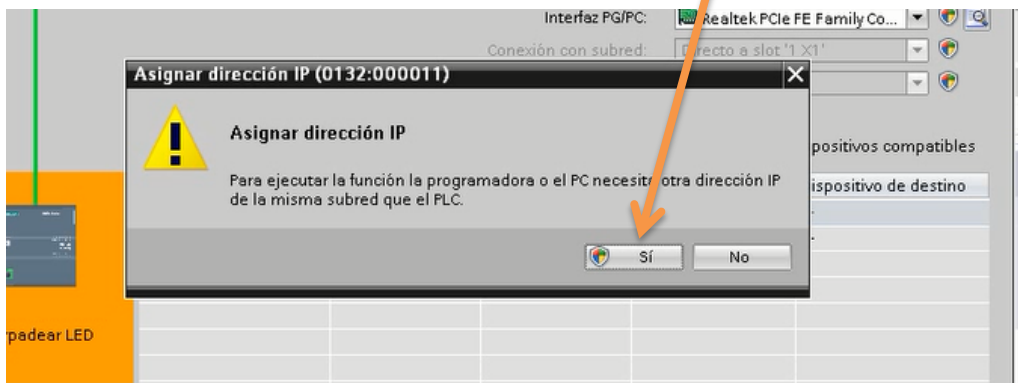 Interfaz PG/PC:
Realtek PCIe FE Family Co...
Conexión con subred:
Directo a slot '1 X1'
Asignar dirección IP (0132:000011)
Asignar dirección IP
Para ejecutar la función la programadora o el PC necesita otra dirección IP
de la misma subred que el PLC.
Sí
No
positivos compatibles
ispositivo de destino
rpadear LED